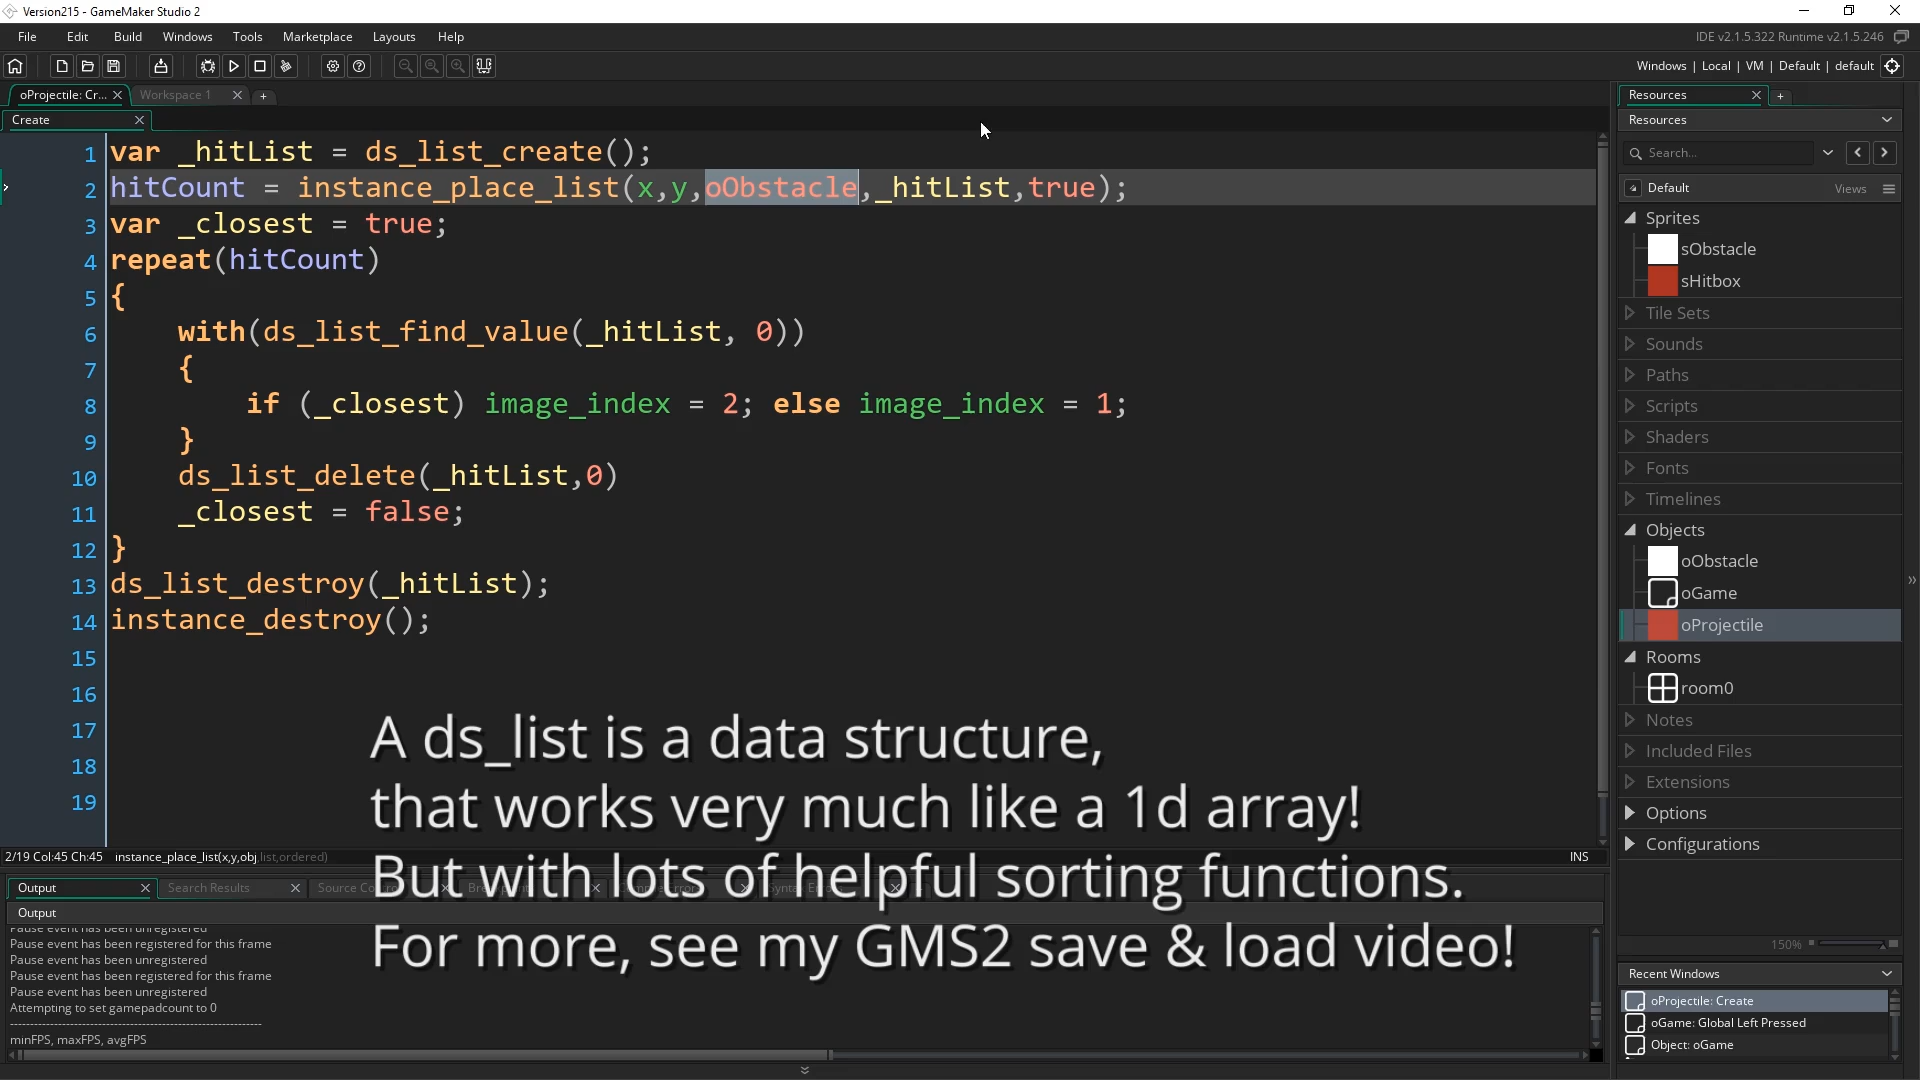 Version215 - GameMaker Studio 2
File Edit Build Windows Tools Marketplace Layouts Help
IDE v2.1.5.322 Runtime v2.1.5.246
Windows | Local | VM | Default | default
oProjectile: Cr... Workspace 1
Create
1 var _hitList = ds_list_create();
2 hitCount = instance_place_list(x,y,oObstacle,_hitList,true);
3 var _closest = true;
4 repeat(hitCount)
5 {
6 with(ds_list_find_value(_hitList, 0))
7 {
8 if (_closest) image_index = 2; else image_index = 1;
9 }
10 ds_list_delete(_hitList,0)
11 _closest = false;
12 }
13 ds_list_destroy(_hitList);
14 instance_destroy();
15
16
17
18
19
A ds_list is a data structure,
that works very much like a 1d array!
But with lots of helpful sorting functions.
For more, see my GMS2 save & load video!
2/19 Col:45 Ch:45 instance_place_list(x,y,obj,list,ordered)
INS
Output Search Results
Output
Pause event has been unregistered
Pause event has been registered for this frame
Pause event has been unregistered
Pause event has been registered for this frame
Pause event has been unregistered
Attempting to set gamepadcount to 0
---------------------------------------------------------------
minFPS, maxFPS, avgFPS
Resources
Resources
Search...
Default Views
Sprites
sObstacle
sHitbox
Tile Sets
Sounds
Paths
Scripts
Shaders
Fonts
Timelines
Objects
oObstacle
oGame
oProjectile
Rooms
room0
Notes
Included Files
Extensions
Options
Configurations
150%
Recent Windows
oProjectile: Create
oGame: Global Left Pressed
Object: oGame